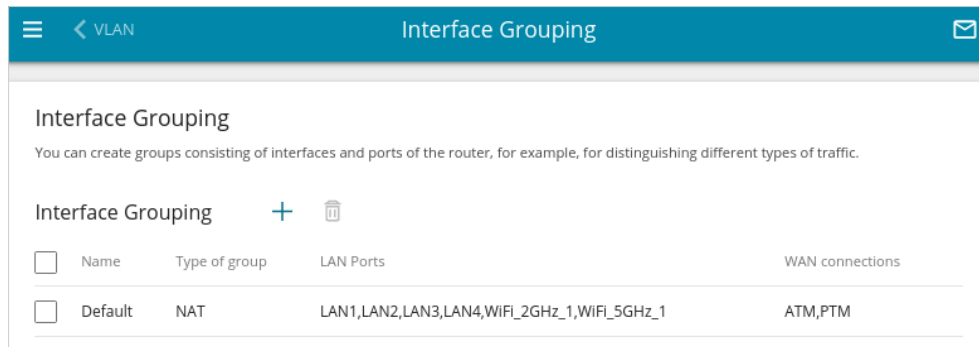 VLAN Interface Grouping
Interface Grouping
You can create groups consisting of interfaces and ports of the router, for example, for distinguishing different types of traffic.
Interface Grouping
Name Type of group LAN Ports WAN connections
Default NAT LAN1,LAN2,LAN3,LAN4,WiFi_2GHz_1,WiFi_5GHz_1 ATM,PTM